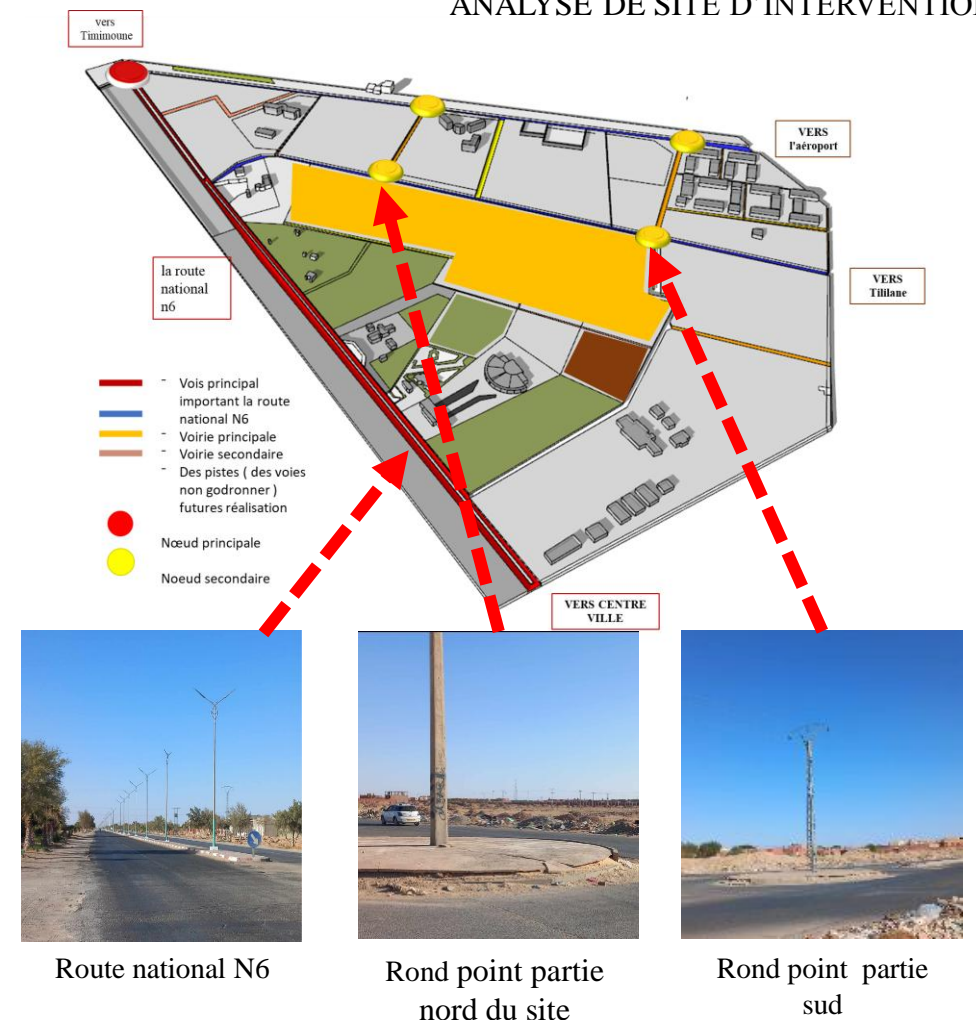 ANALYSE DE SITE D'INTERVENTION
vers
Timimoune
VERS
l'aéroport
VERS
Tililane
la route
national
n6
- Vois principal
important la route
national N6
- Voirie principale
- Voirie secondaire
- Des pistes ( des voies
non godronner )
futures réalisation
Nœud principale
Noeud secondaire
VERS CENTRE
VILLE
Route national N6
Rond point partie
nord du site
Rond point partie
sud